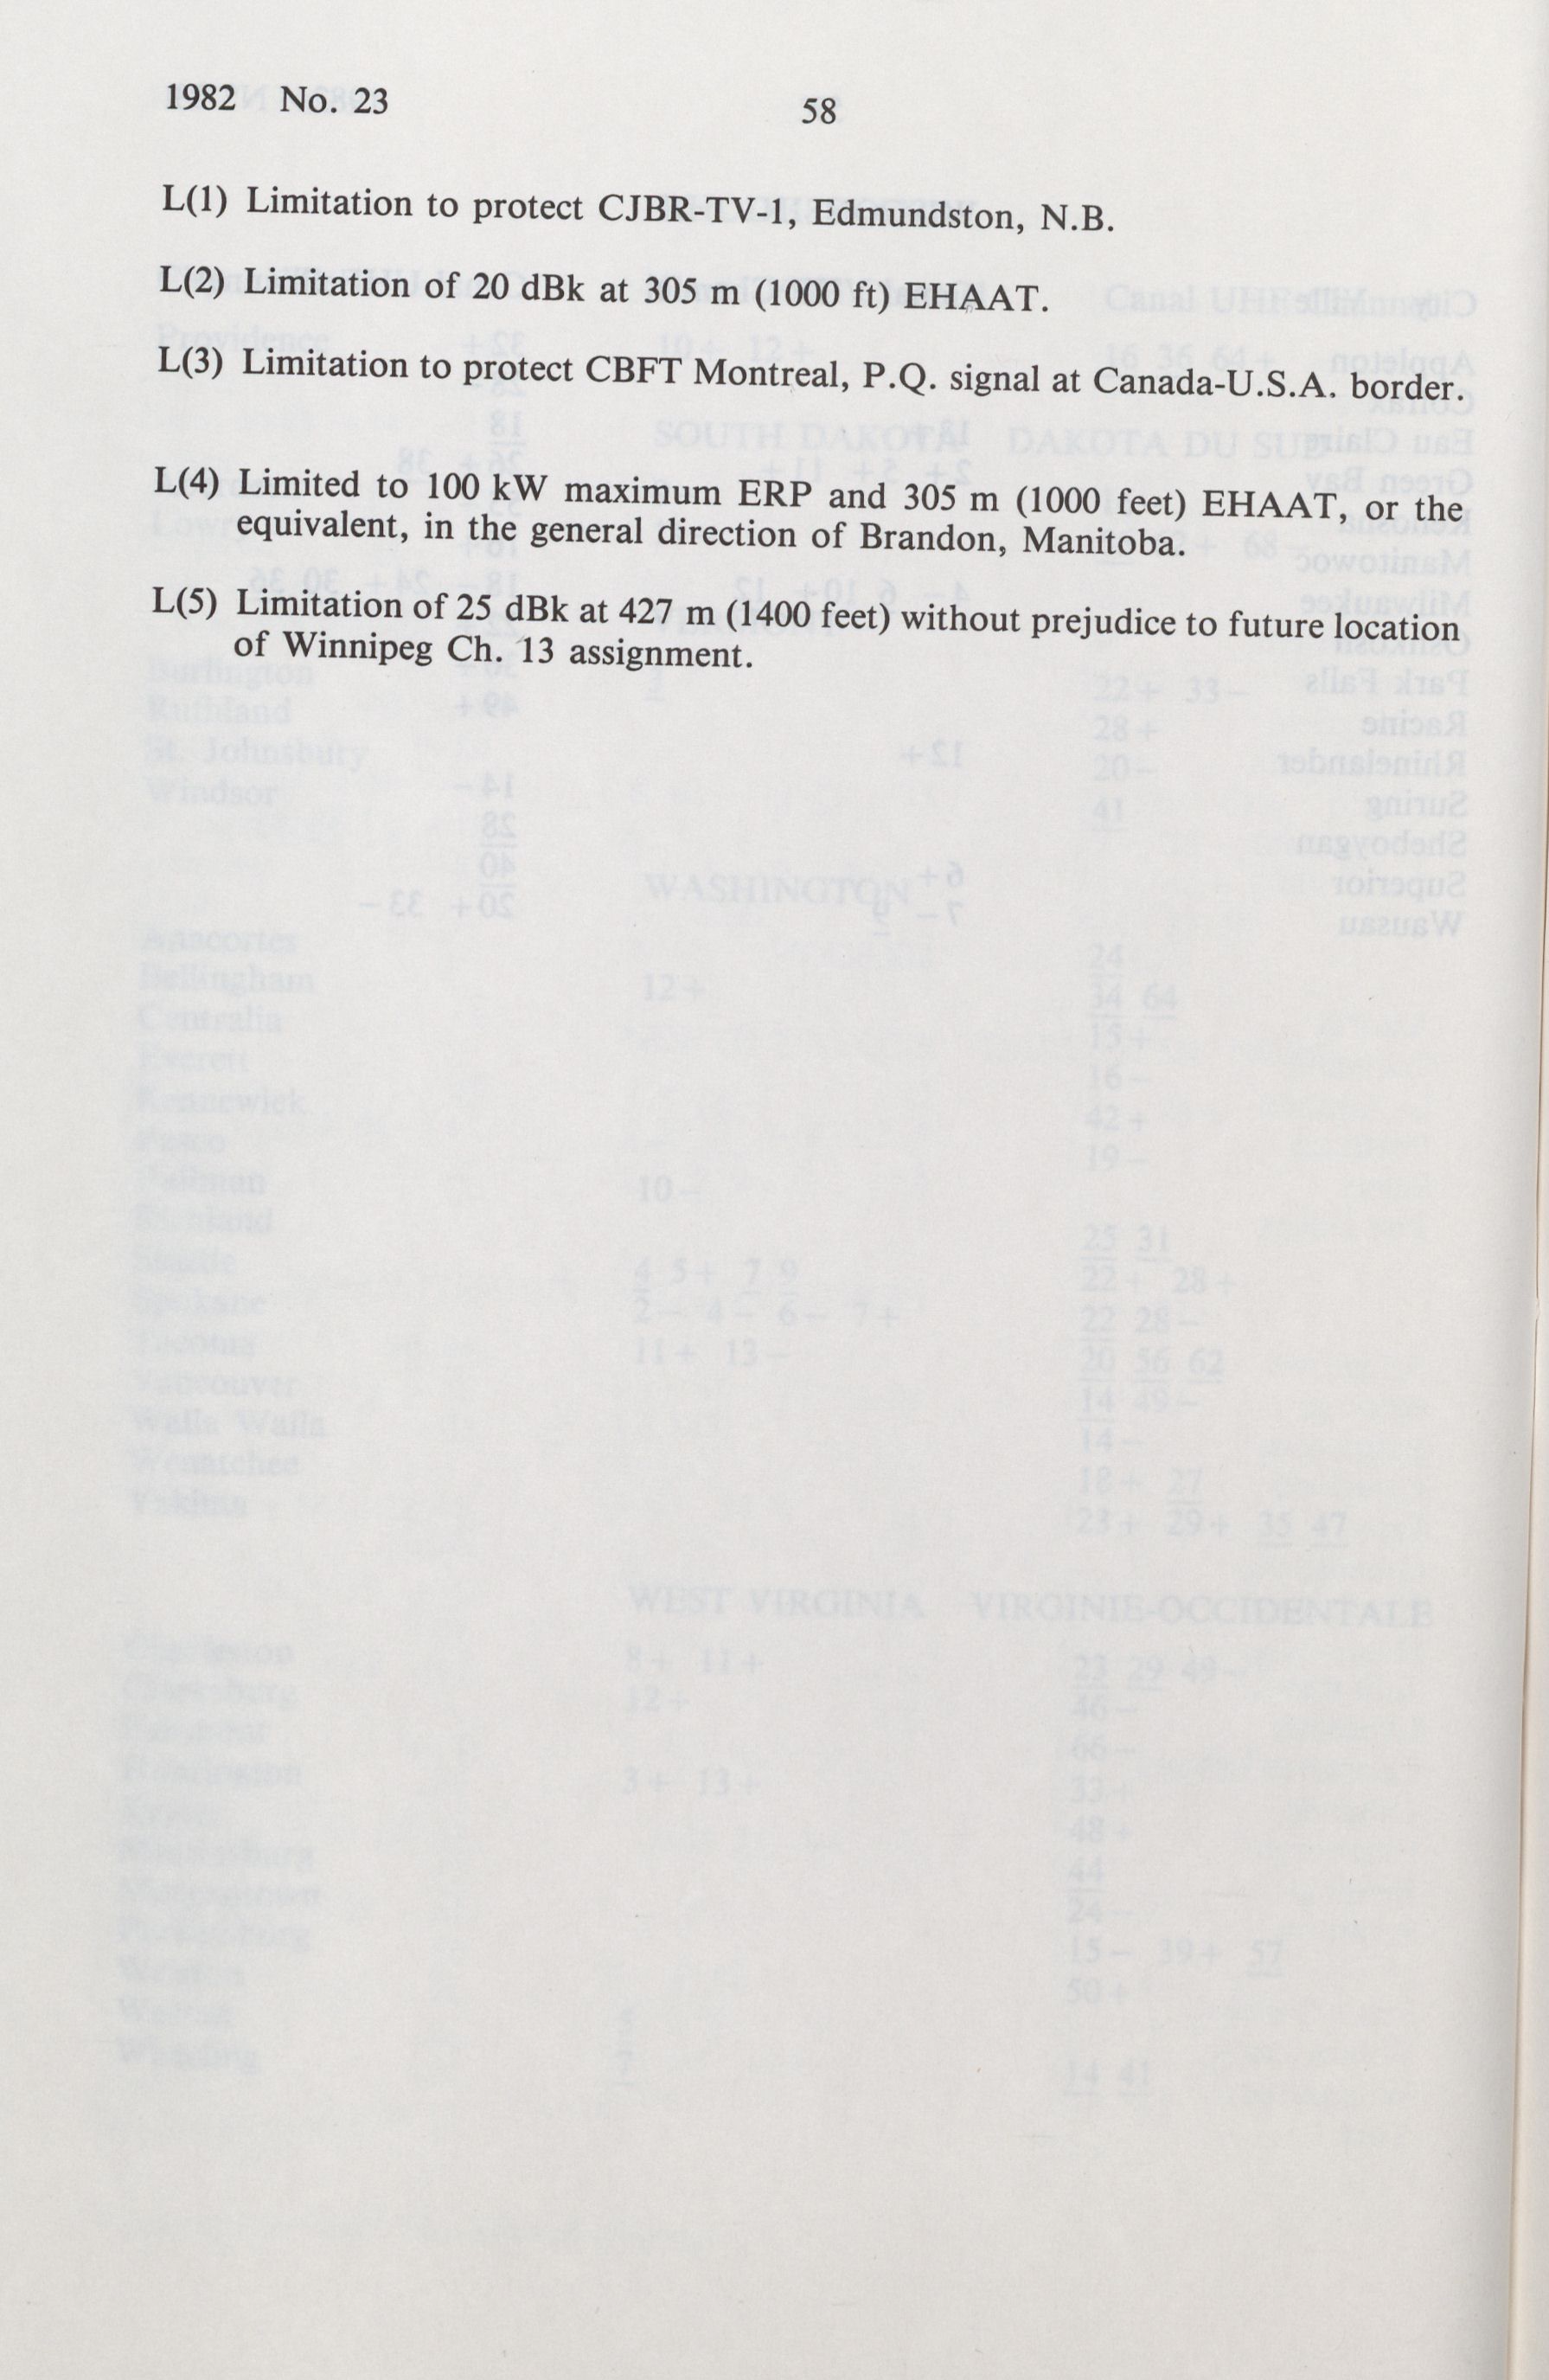 1982 No. 23
58
L(1) Limitation to protect CJBR-TV-1, Edmundston, N.B.
L(2) Limitation of 20 dBk at 305 m (1000 ft) EHAAT.
L(3) Limitation to protect CBFT Montreal, P.Q. signal at Canada-U.S.A. border.
L(4) Limited to 100 kW maximum ERP and 305 m (1000 feet) EHAAT, or the
equivalent, in the general direction of Brandon, Manitoba.
L(5) Limitation of 25 dBk at 427 m (1400 feet) without prejudice to future location
of Winnipeg Ch. 13 assignment.